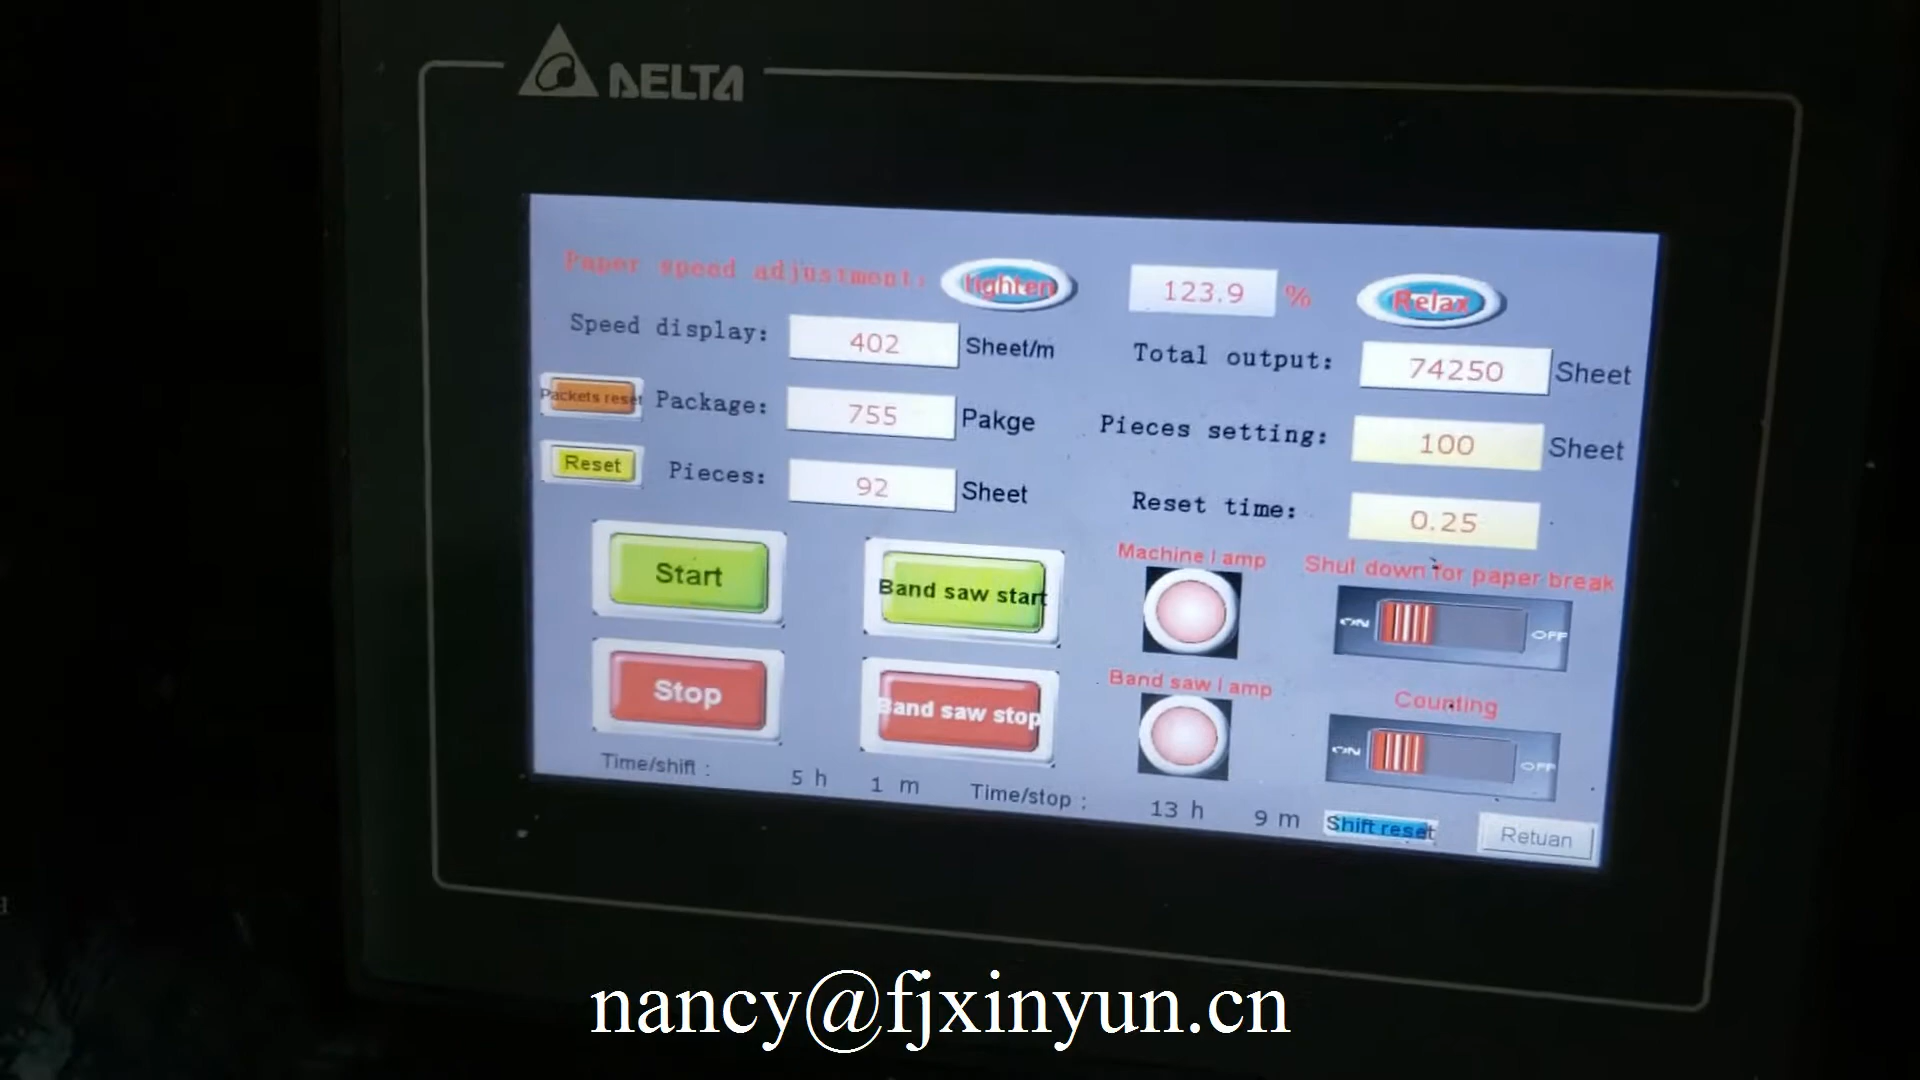 DELTA
Paper speed adjustment: tighten 123.9 % Relax
Speed display: 402 Sheet/m Total output: 74250 Sheet
Packets reset Package: 755 Pakge Pieces setting: 100 Sheet
Reset Pieces: 92 Sheet Reset time: 0.25
Start Band saw start Machine lamp Shut down for paper break
ON OFF
Stop Band saw stop Band saw lamp Counting
ON OFF
Time/shift : 5 h 1 m Time/stop : 13 h 9 m Shift reset Retuan
nancy@fjxinyun.cn